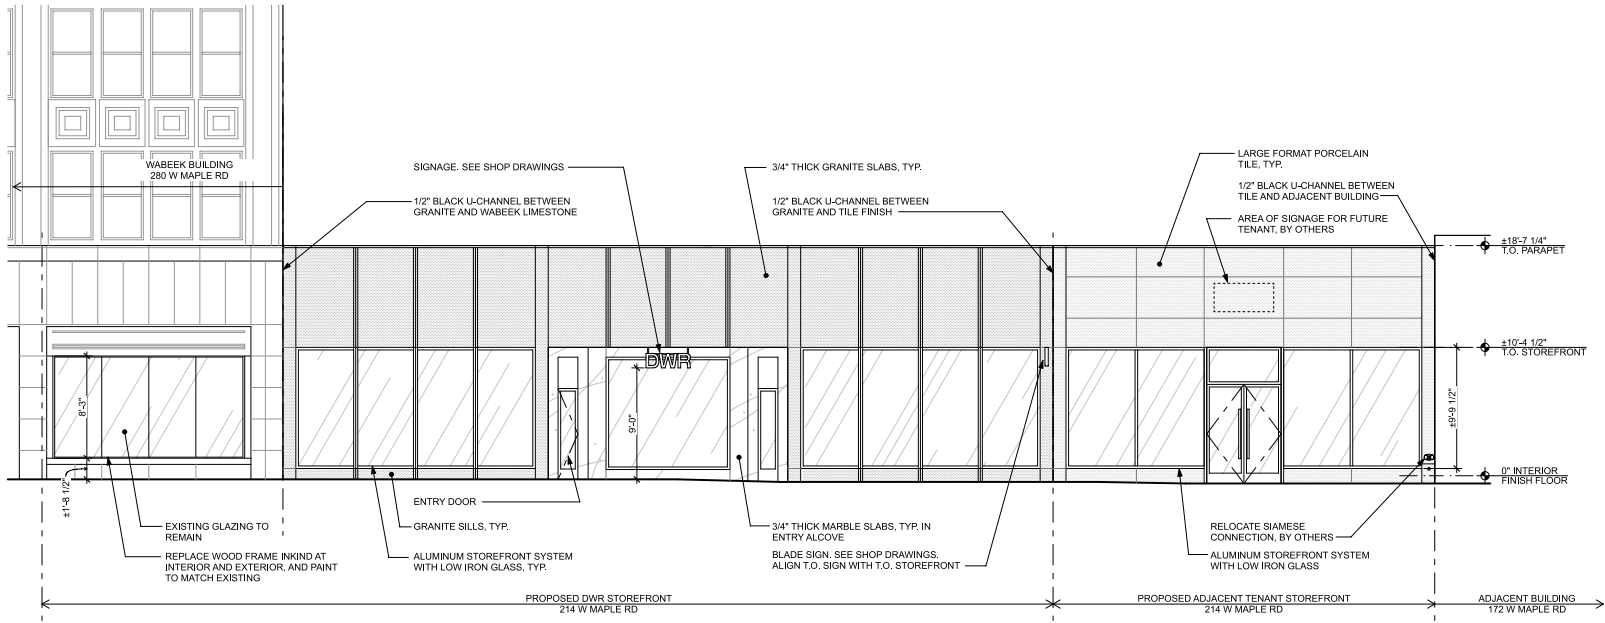 WABEEK BUILDING
280 W MAPLE RD
SIGNAGE. SEE SHOP DRAWINGS
1/2" BLACK U-CHANNEL BETWEEN
GRANITE AND WABEEK LIMESTONE
3/4" THICK GRANITE SLABS, TYP.
1/2" BLACK U-CHANNEL BETWEEN
GRANITE AND TILE FINISH
LARGE FORMAT PORCELAIN
TILE, TYP.
1/2" BLACK U-CHANNEL BETWEEN
TILE AND ADJACENT BUILDING
AREA OF SIGNAGE FOR FUTURE
TENANT, BY OTHERS
±18'-7 1/4"
T.O. PARAPET
±10'-4 1/2"
T.O. STOREFRONT
DWR
8'-3"
9'-0"
±9'-9 1/2"
±1'-8 1/2"
0" INTERIOR
FINISH FLOOR
ENTRY DOOR
EXISTING GLAZING TO
REMAIN
REPLACE WOOD FRAME INKIND AT
INTERIOR AND EXTERIOR, AND PAINT
TO MATCH EXISTING
GRANITE SILLS, TYP.
ALUMINUM STOREFRONT SYSTEM
WITH LOW IRON GLASS, TYP.
3/4" THICK MARBLE SLABS, TYP. IN
ENTRY ALCOVE
BLADE SIGN. SEE SHOP DRAWINGS.
ALIGN T.O. SIGN WITH T.O. STOREFRONT
RELOCATE SIAMESE
CONNECTION, BY OTHERS
ALUMINUM STOREFRONT SYSTEM
WITH LOW IRON GLASS
PROPOSED DWR STOREFRONT
214 W MAPLE RD
PROPOSED ADJACENT TENANT STOREFRONT
214 W MAPLE RD
ADJACENT BUILDING
172 W MAPLE RD